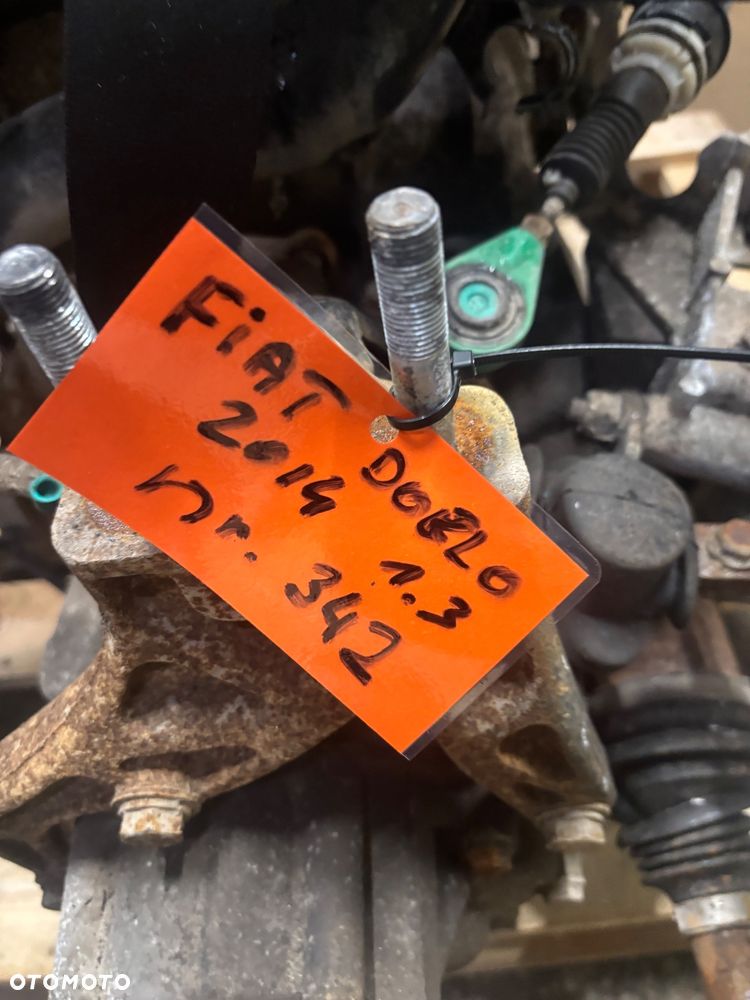 FiAT DOBLO
2014 1.3
Nr. 342
OTOMOTO